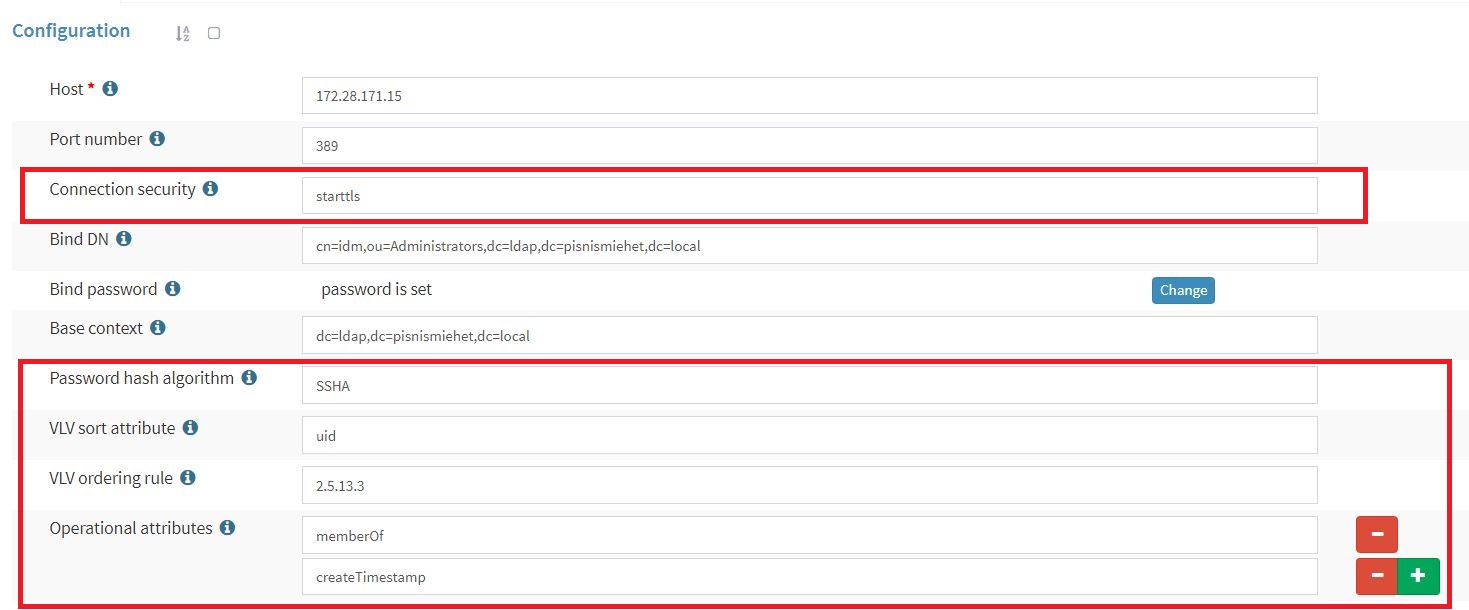 Configuration
Host *
172.28.171.15
Port number
389
Connection security
starttls
Bind DN
cn=idm,ou=Administrators,dc=ldap,dc=pisnismiehet,dc=local
Bind password
password is set
Change
Base context
dc=ldap,dc=pisnismiehet,dc=local
Password hash algorithm
SSHA
VLV sort attribute
uid
VLV ordering rule
2.5.13.3
Operational attributes
memberOf
createTimestamp